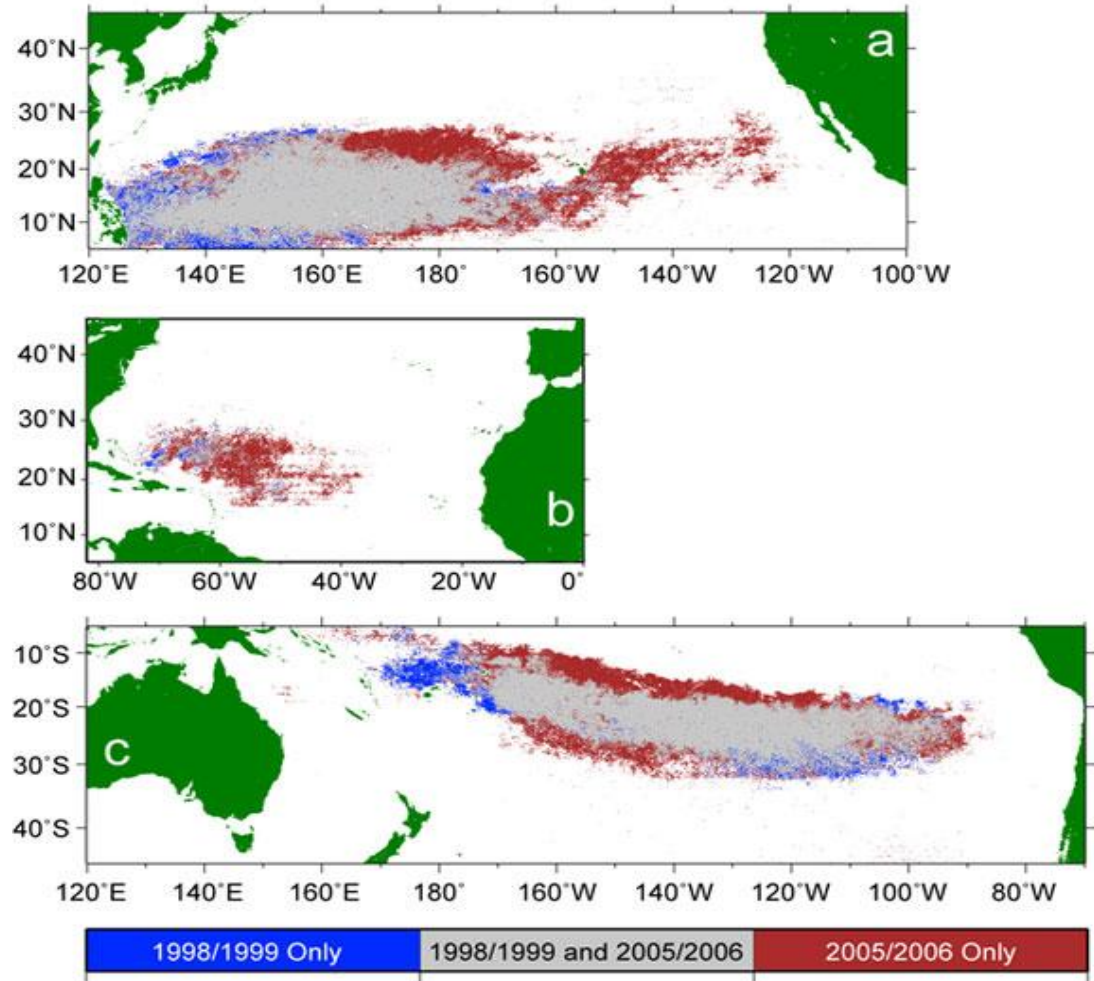 a
40°N
30°N
20°N
10°N
120°E 140°E 160°E 180° 160°W 140°W 120°W 100°W
40°N
30°N
20°N
10°N
b
80°W 60°W 40°W 20°W 0°
10°S
20°S
c
30°S
40°S
120°E 140°E 160°E 180° 160°W 140°W 120°W 100°W 80°W
1998/1999 Only 1998/1999 and 2005/2006 2005/2006 Only